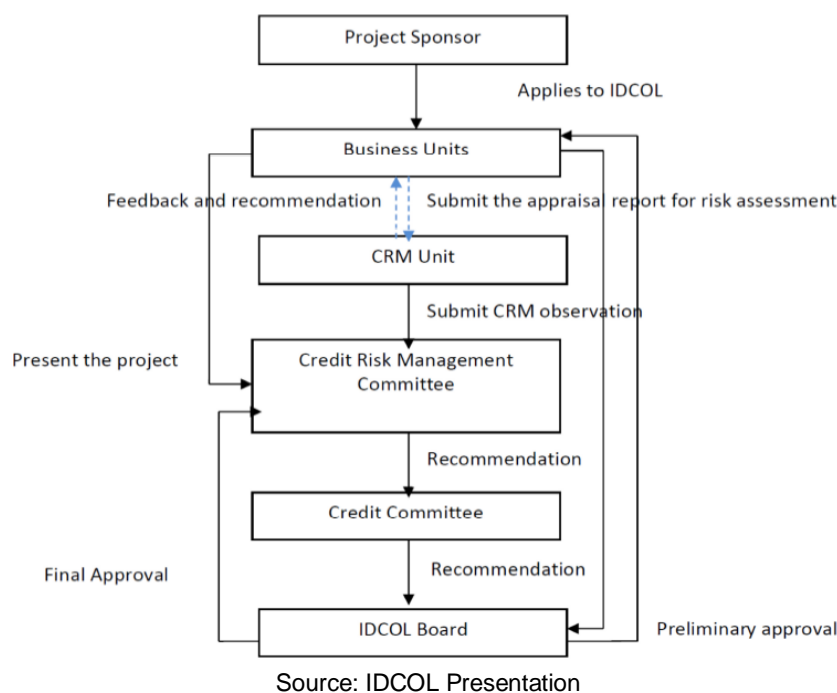 Project Sponsor
Applies to IDCOL
Business Units
Feedback and recommendation
Submit the appraisal report for risk assessment
CRM Unit
Submit CRM observation
Present the project
Credit Risk Management
Committee
Recommendation
Credit Committee
Final Approval
Recommendation
IDCOL Board
Preliminary approval
Source: IDCOL Presentation